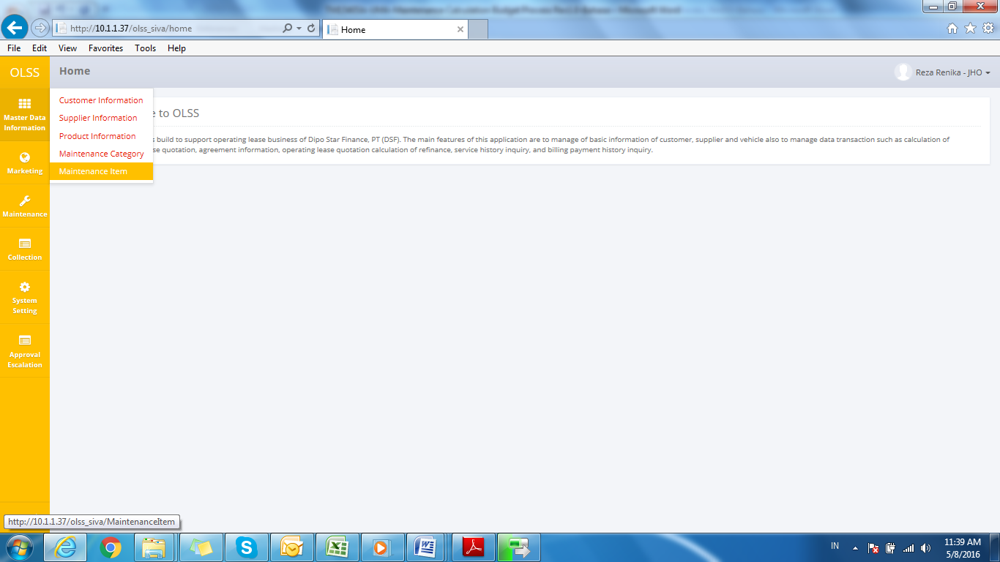 http://10.1.1.37/olss_siva/home
Home
File Edit View Favorites Tools Help
OLSS
Home
Reza Renika - JHO
Master Data
Information
Customer Information
Supplier Information
Product Information
Maintenance Category
Maintenance Item
e to OLSS
s build to support operating lease business of Dipo Star Finance, PT (DSF). The main features of this application are to manage of basic information of customer, supplier and vehicle also to manage data transaction such as calculation of
se quotation, agreement information, operating lease quotation calculation of refinance, service history inquiry, and billing payment history inquiry.
Marketing
Maintenance
Collection
System
Setting
Approval
Escalation
http://10.1.1.37/olss_siva/MaintenanceItem
IN
11:39 AM
5/8/2016